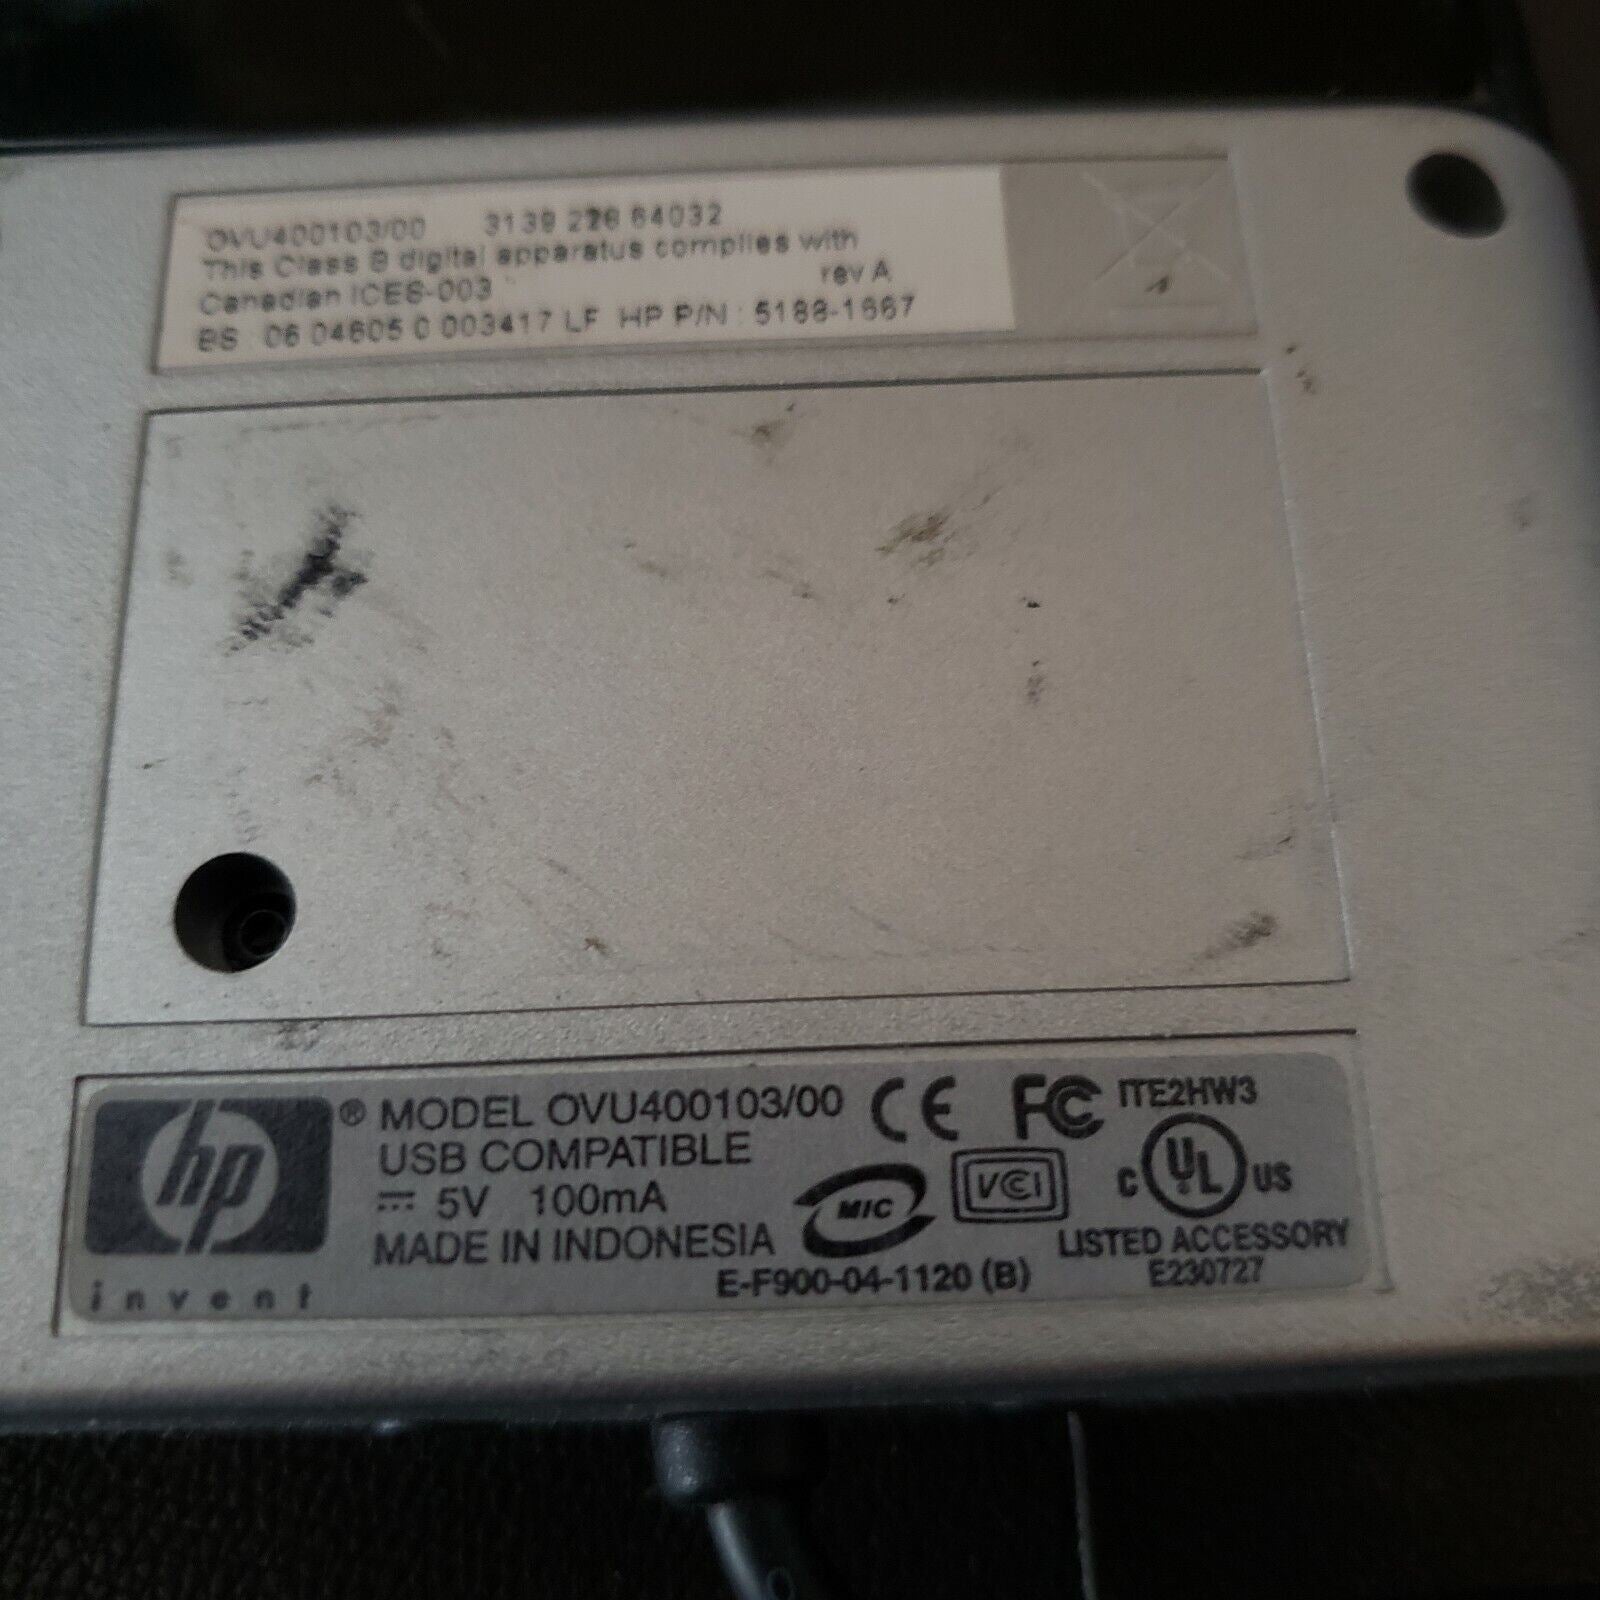 OVU400103/00 3139 226 64032
This Class B digital apparatus complies with
Canadian ICES-003 rev A
BS 06 04605 0 003417 LF HP P/N : 5188-1667
hp ® MODEL OVU400103/00 CE FC ITE2HW3
USB COMPATIBLE
5V 100mA MIC VCCI C UL US
MADE IN INDONESIA LISTED ACCESSORY
invent E-F900-04-1120 (B) E230727